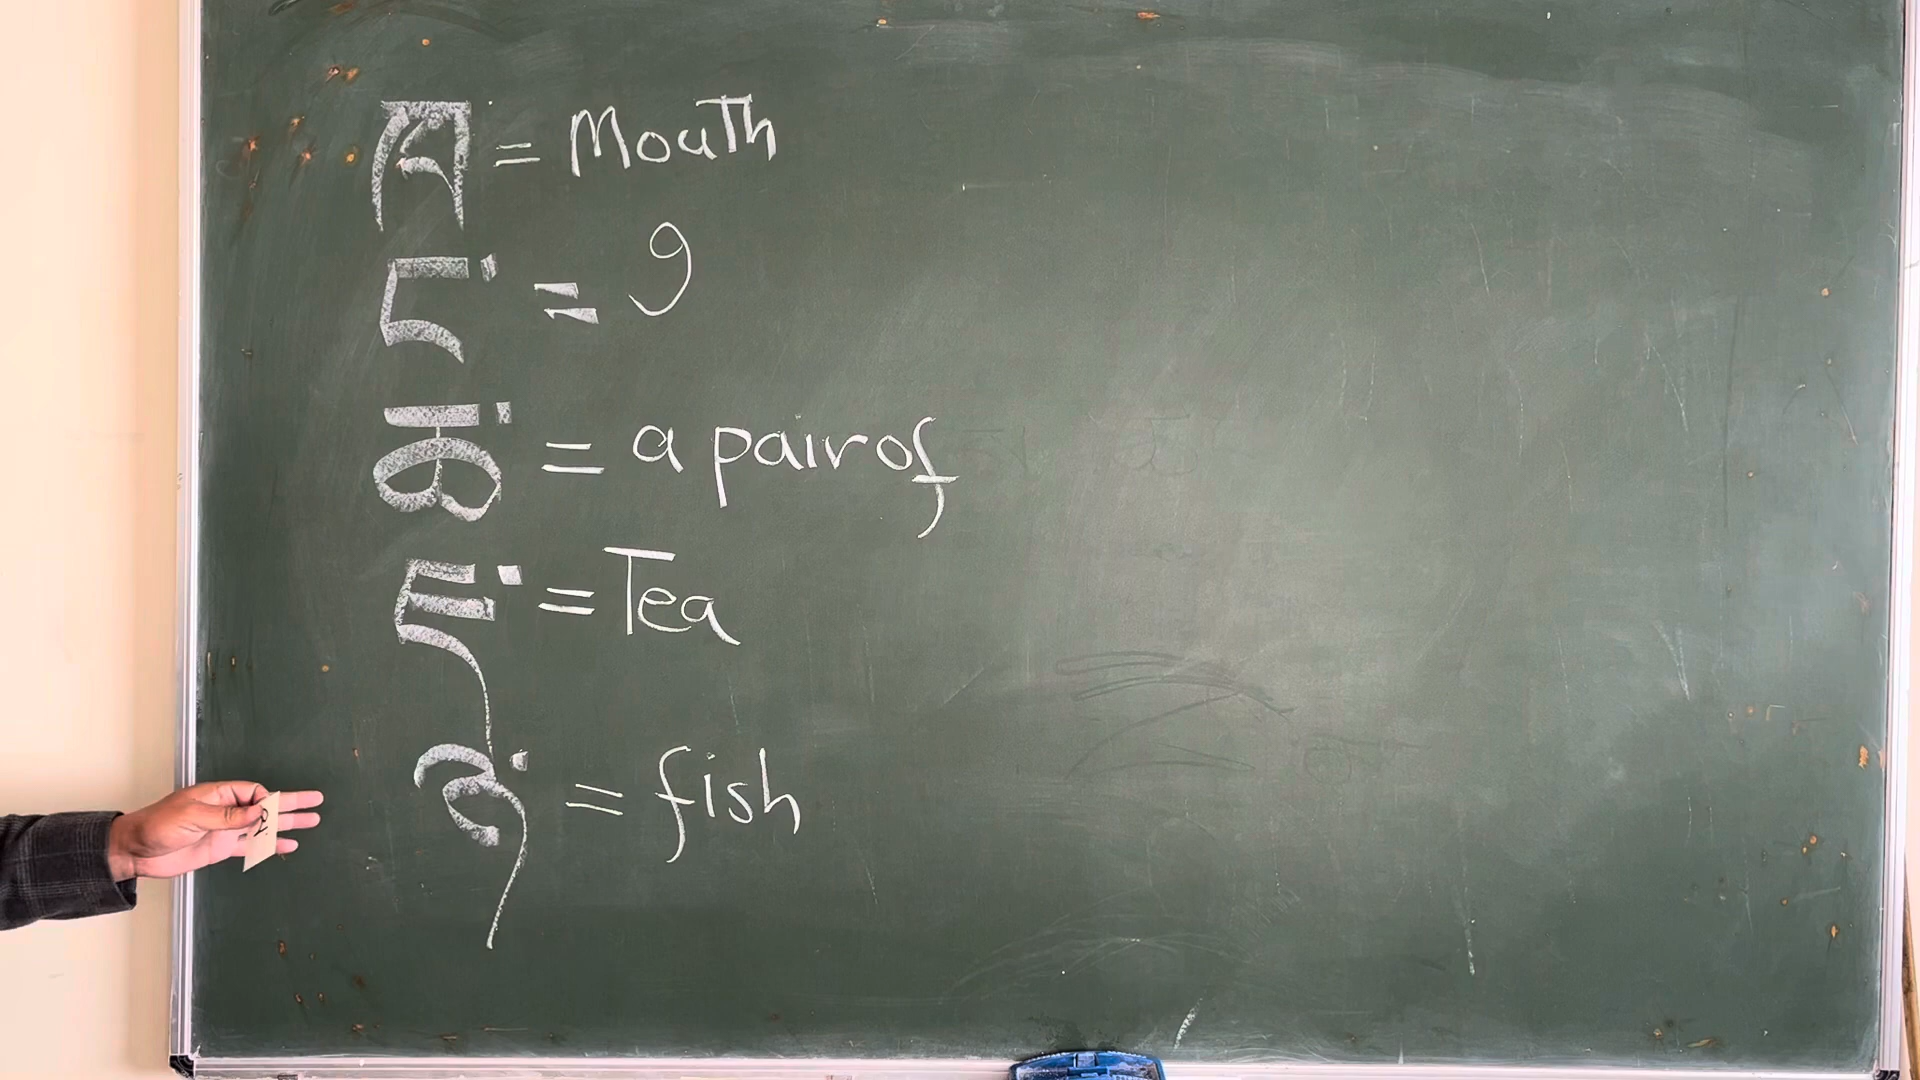 ཁ་ = Mouth
ང་ = 9
ཆ་ = a pair of
ཇ་ = Tea
ཉ་ = fish